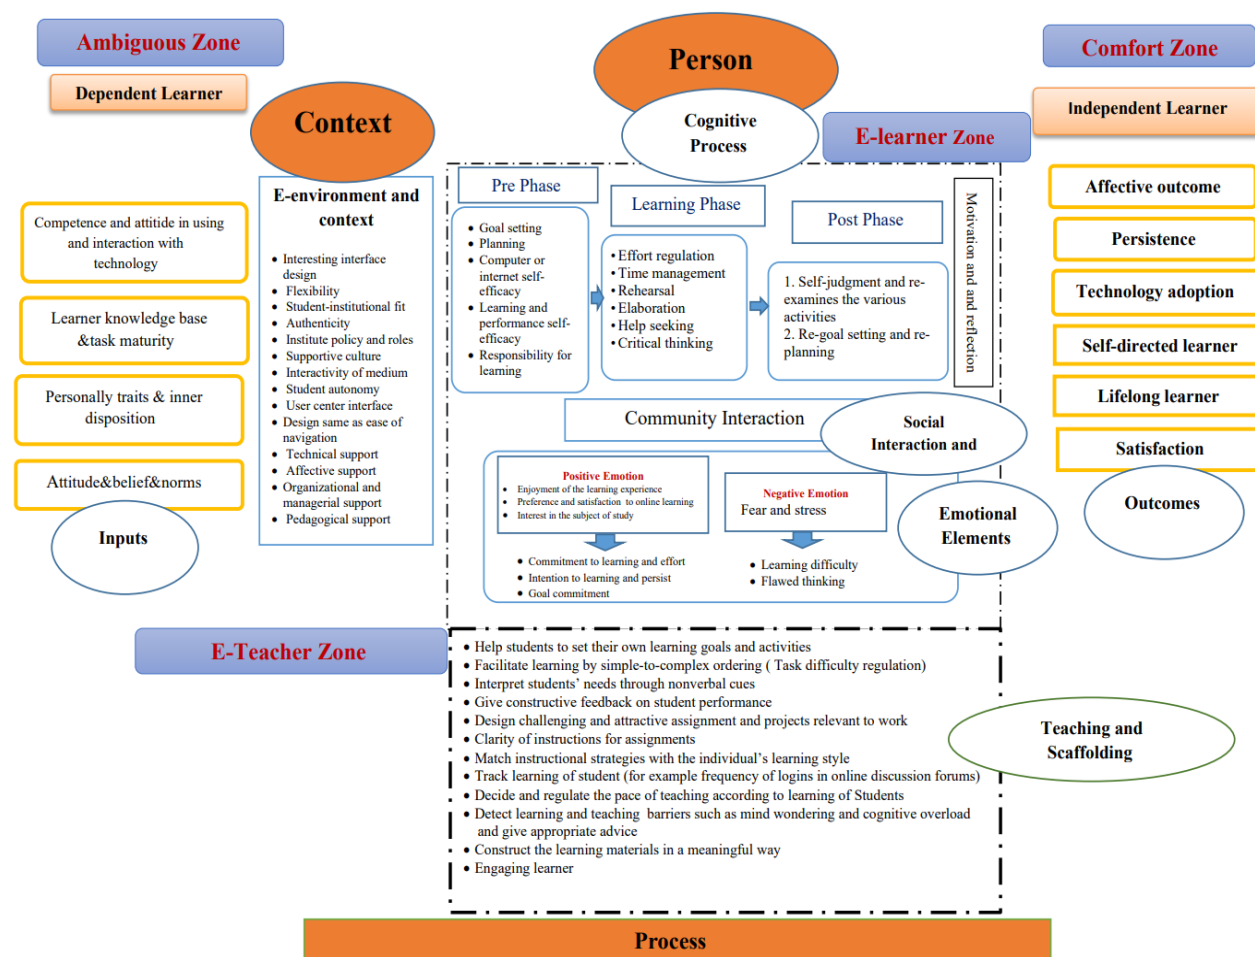 Ambiguous Zone
Dependent Learner
Competence and attitide in using
and interaction with
technology
Learner knowledge base
&task maturity
Personally traits & inner
disposition
Attitude&belief&norms
Inputs
Context
E-environment and
context
• Interesting interface
design
• Flexibility
• Student-institutional fit
• Authenticity
• Institute policy and roles
• Supportive culture
• Interactivity of medium
• Student autonomy
• User center interface
• Design same as ease of
navigation
• Technical support
• Affective support
• Organizational and
managerial support
• Pedagogical support
Person
Cognitive
Process
E-learner Zone
Pre Phase
• Goal setting
• Planning
• Computer or
internet self-
efficacy
• Learning and
performance self-
efficacy
• Responsibility for
learning
Learning Phase
• Effort regulation
• Time management
• Rehearsal
• Elaboration
• Help seeking
• Critical thinking
Post Phase
1. Self-judgment and re-
examines the various
activities
2. Re-goal setting and re-
planning
Motivation and and reflection
Community Interaction
Social
Interaction and
Positive Emotion
• Enjoyment of the learning experience
• Preference and satisfaction to online learning
• Interest in the subject of study
Negative Emotion
Fear and stress
Emotional
Elements
• Commitment to learning and effort
• Intention to learning and persist
• Goal commitment
• Learning difficulty
• Flawed thinking
Comfort Zone
Independent Learner
Affective outcome
Persistence
Technology adoption
Self-directed learner
Lifelong learner
Satisfaction
Outcomes
E-Teacher Zone
• Help students to set their own learning goals and activities
• Facilitate learning by simple-to-complex ordering ( Task difficulty regulation)
• Interpret students’ needs through nonverbal cues
• Give constructive feedback on student performance
• Design challenging and attractive assignment and projects relevant to work
• Clarity of instructions for assignments
• Match instructional strategies with the individual’s learning style
• Track learning of student (for example frequency of logins in online discussion forums)
• Decide and regulate the pace of teaching according to learning of Students
• Detect learning and teaching barriers such as mind wondering and cognitive overload
and give appropriate advice
• Construct the learning materials in a meaningful way
• Engaging learner
Teaching and
Scaffolding
Process